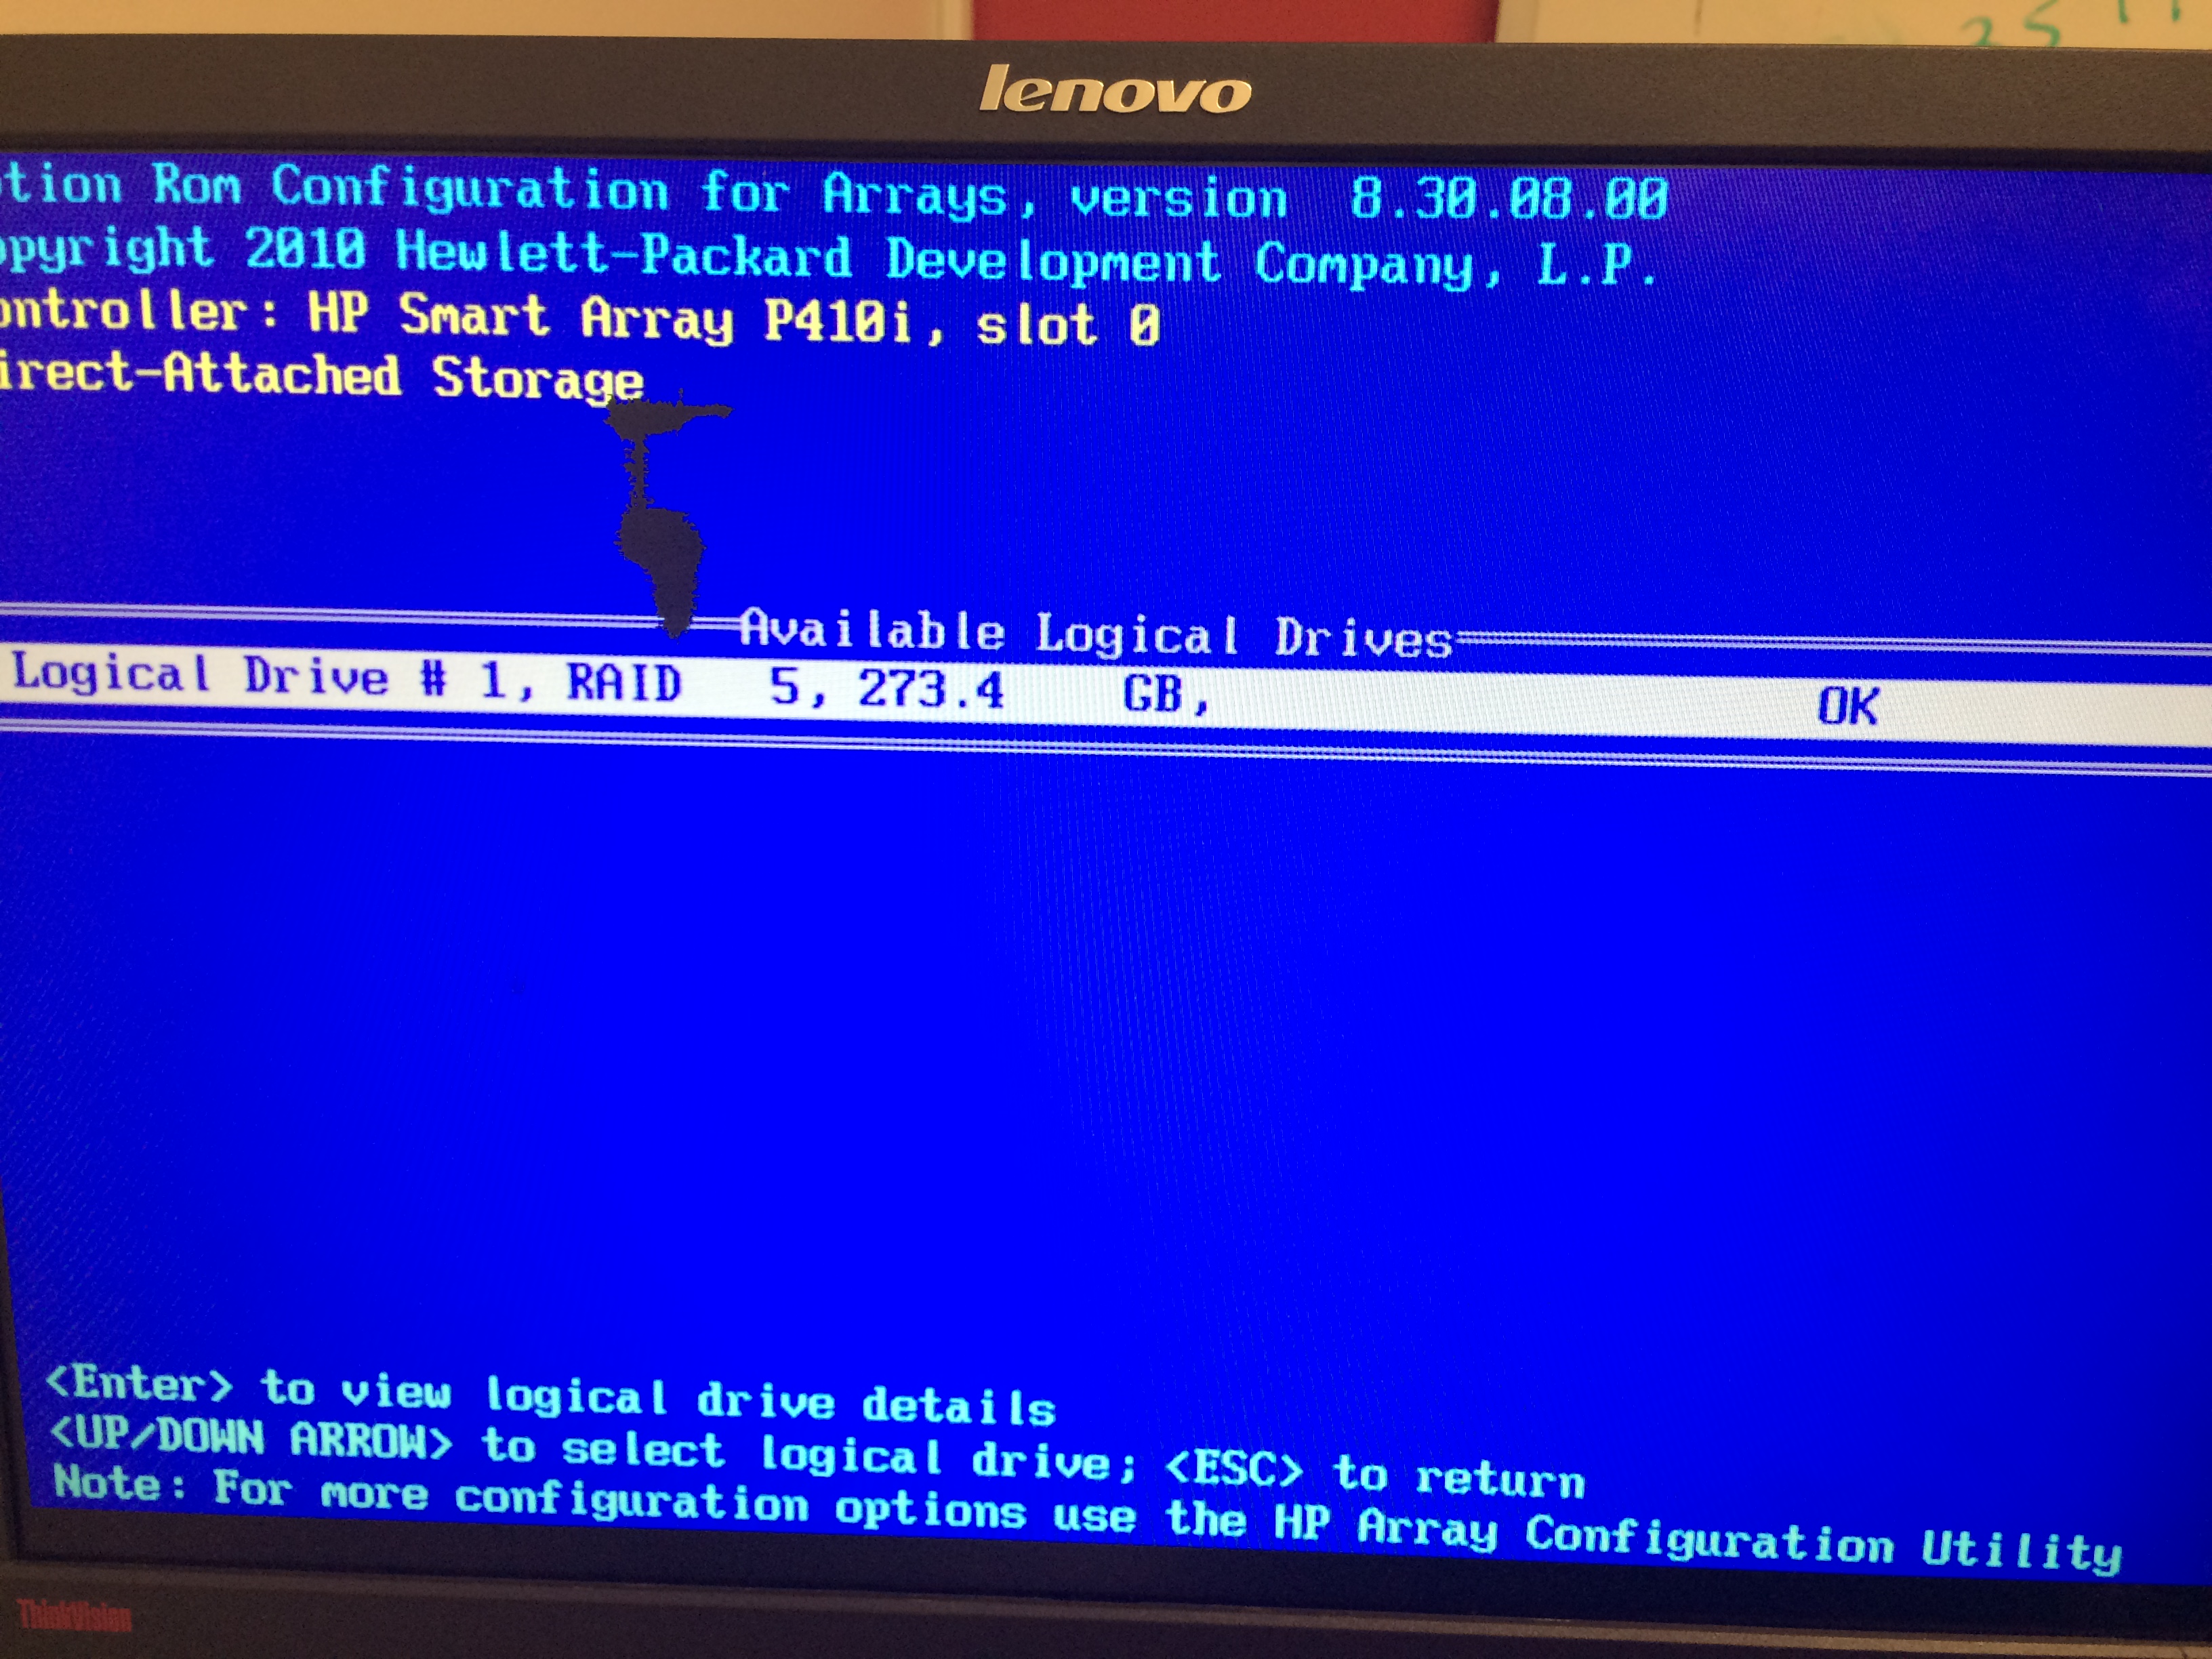 lenovo
tion Rom Configuration for Arrays, version 8.30.08.00
opyright 2010 Hewlett-Packard Development Company, L.P.
ontroller: HP Smart Array P410i, slot 0
irect-Attached Storage
Available Logical Drives
Logical Drive # 1, RAID 5, 273.4 GB, OK
<Enter> to view logical drive details
<UP/DOWN ARROW> to select logical drive; <ESC> to return
Note: For more configuration options use the HP Array Configuration Utility
ThinkVision